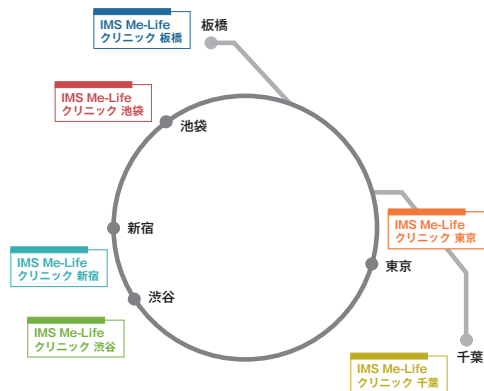 IMS Me-Life
クリニック 板橋
板橋
IMS Me-Life
クリニック 池袋
池袋
IMS Me-Life
クリニック 東京
新宿
IMS Me-Life
クリニック 新宿
東京
渋谷
IMS Me-Life
クリニック 渋谷
千葉
IMS Me-Life
クリニック 千葉